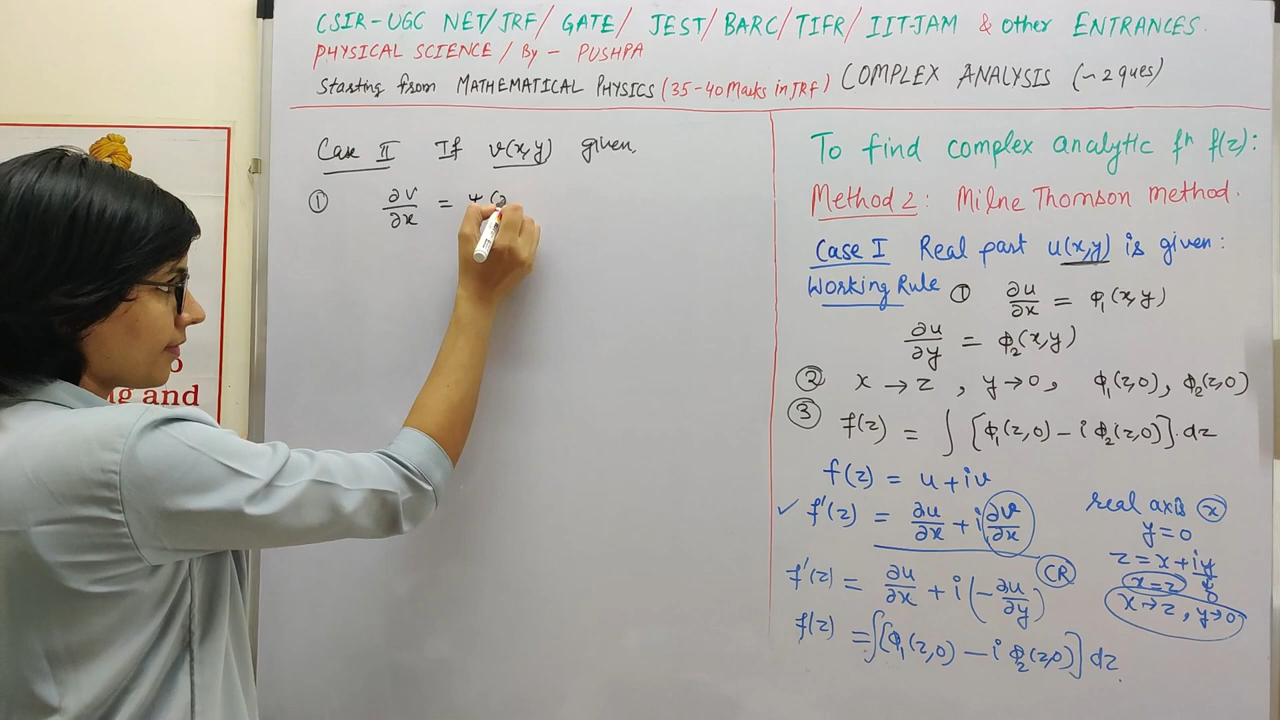 CSIR-UGC NET/JRF/ GATE/ JEST/BARC/TIFR/ IIT-JAM & other ENTRANCES.
PHYSICAL SCIENCE / By - PUSHPA
Starting from MATHEMATICAL PHYSICS (35-40 Marks in JRF) COMPLEX ANALYSIS (~2 ques)
Case II If v(x,y) given,
① ∂v/∂x = ψ(
ng and
To find complex analytic fⁿ f(z):
Method 2: Milne Thomson method.
Case I Real part u(x,y) is given:
Working Rule ① ∂u/∂x = ϕ₁(x,y)
∂u/∂y = ϕ₂(x,y)
② x → z , y → 0, ϕ₁(z,0), ϕ₂(z,0)
③ f(z) = ∫ [ϕ₁(z,0) - i ϕ₂(z,0)].dz
f(z) = u + iv
✓ f'(z) = ∂u/∂x + i ∂v/∂x
f'(z) = ∂u/∂x + i(-∂u/∂y) CR
f(z) = ∫[ϕ₁(z,0) - i ϕ₂(z,0)] dz.
real axis x
y = 0
z = x + iy
0
x = z
x → z , y → 0